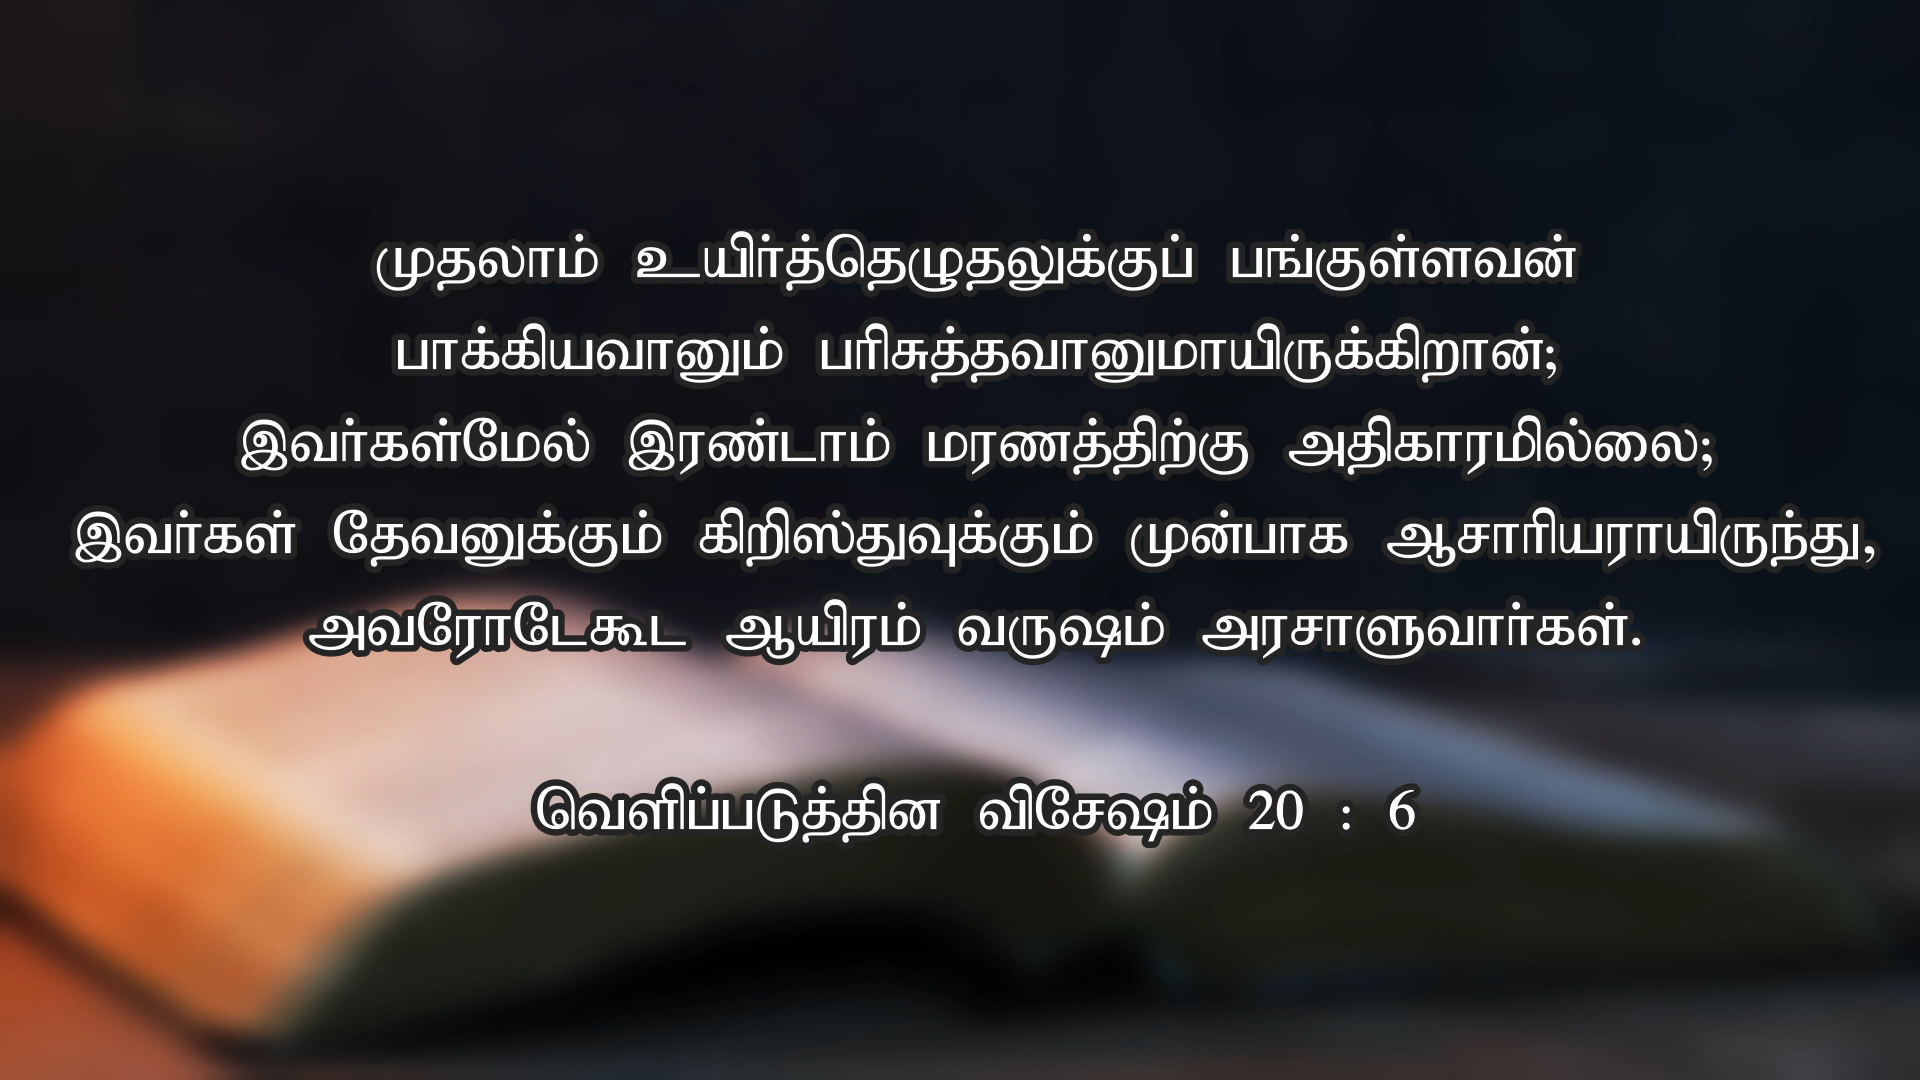 முதலாம் உயிர்த்தெழுதலுக்குப் பங்குள்ளவன்
பாக்கியவானும் பரிசுத்தவானுமாயிருக்கிறான்;
இவர்கள்மேல் இரண்டாம் மரணத்திற்கு அதிகாரமில்லை;
இவர்கள் தேவனுக்கும் கிறிஸ்துவுக்கும் முன்பாக ஆசாரியராயிருந்து,
அவரோடேகூட ஆயிரம் வருஷம் அரசாளுவார்கள்.
வெளிப்படுத்தின விசேஷம் 20 : 6